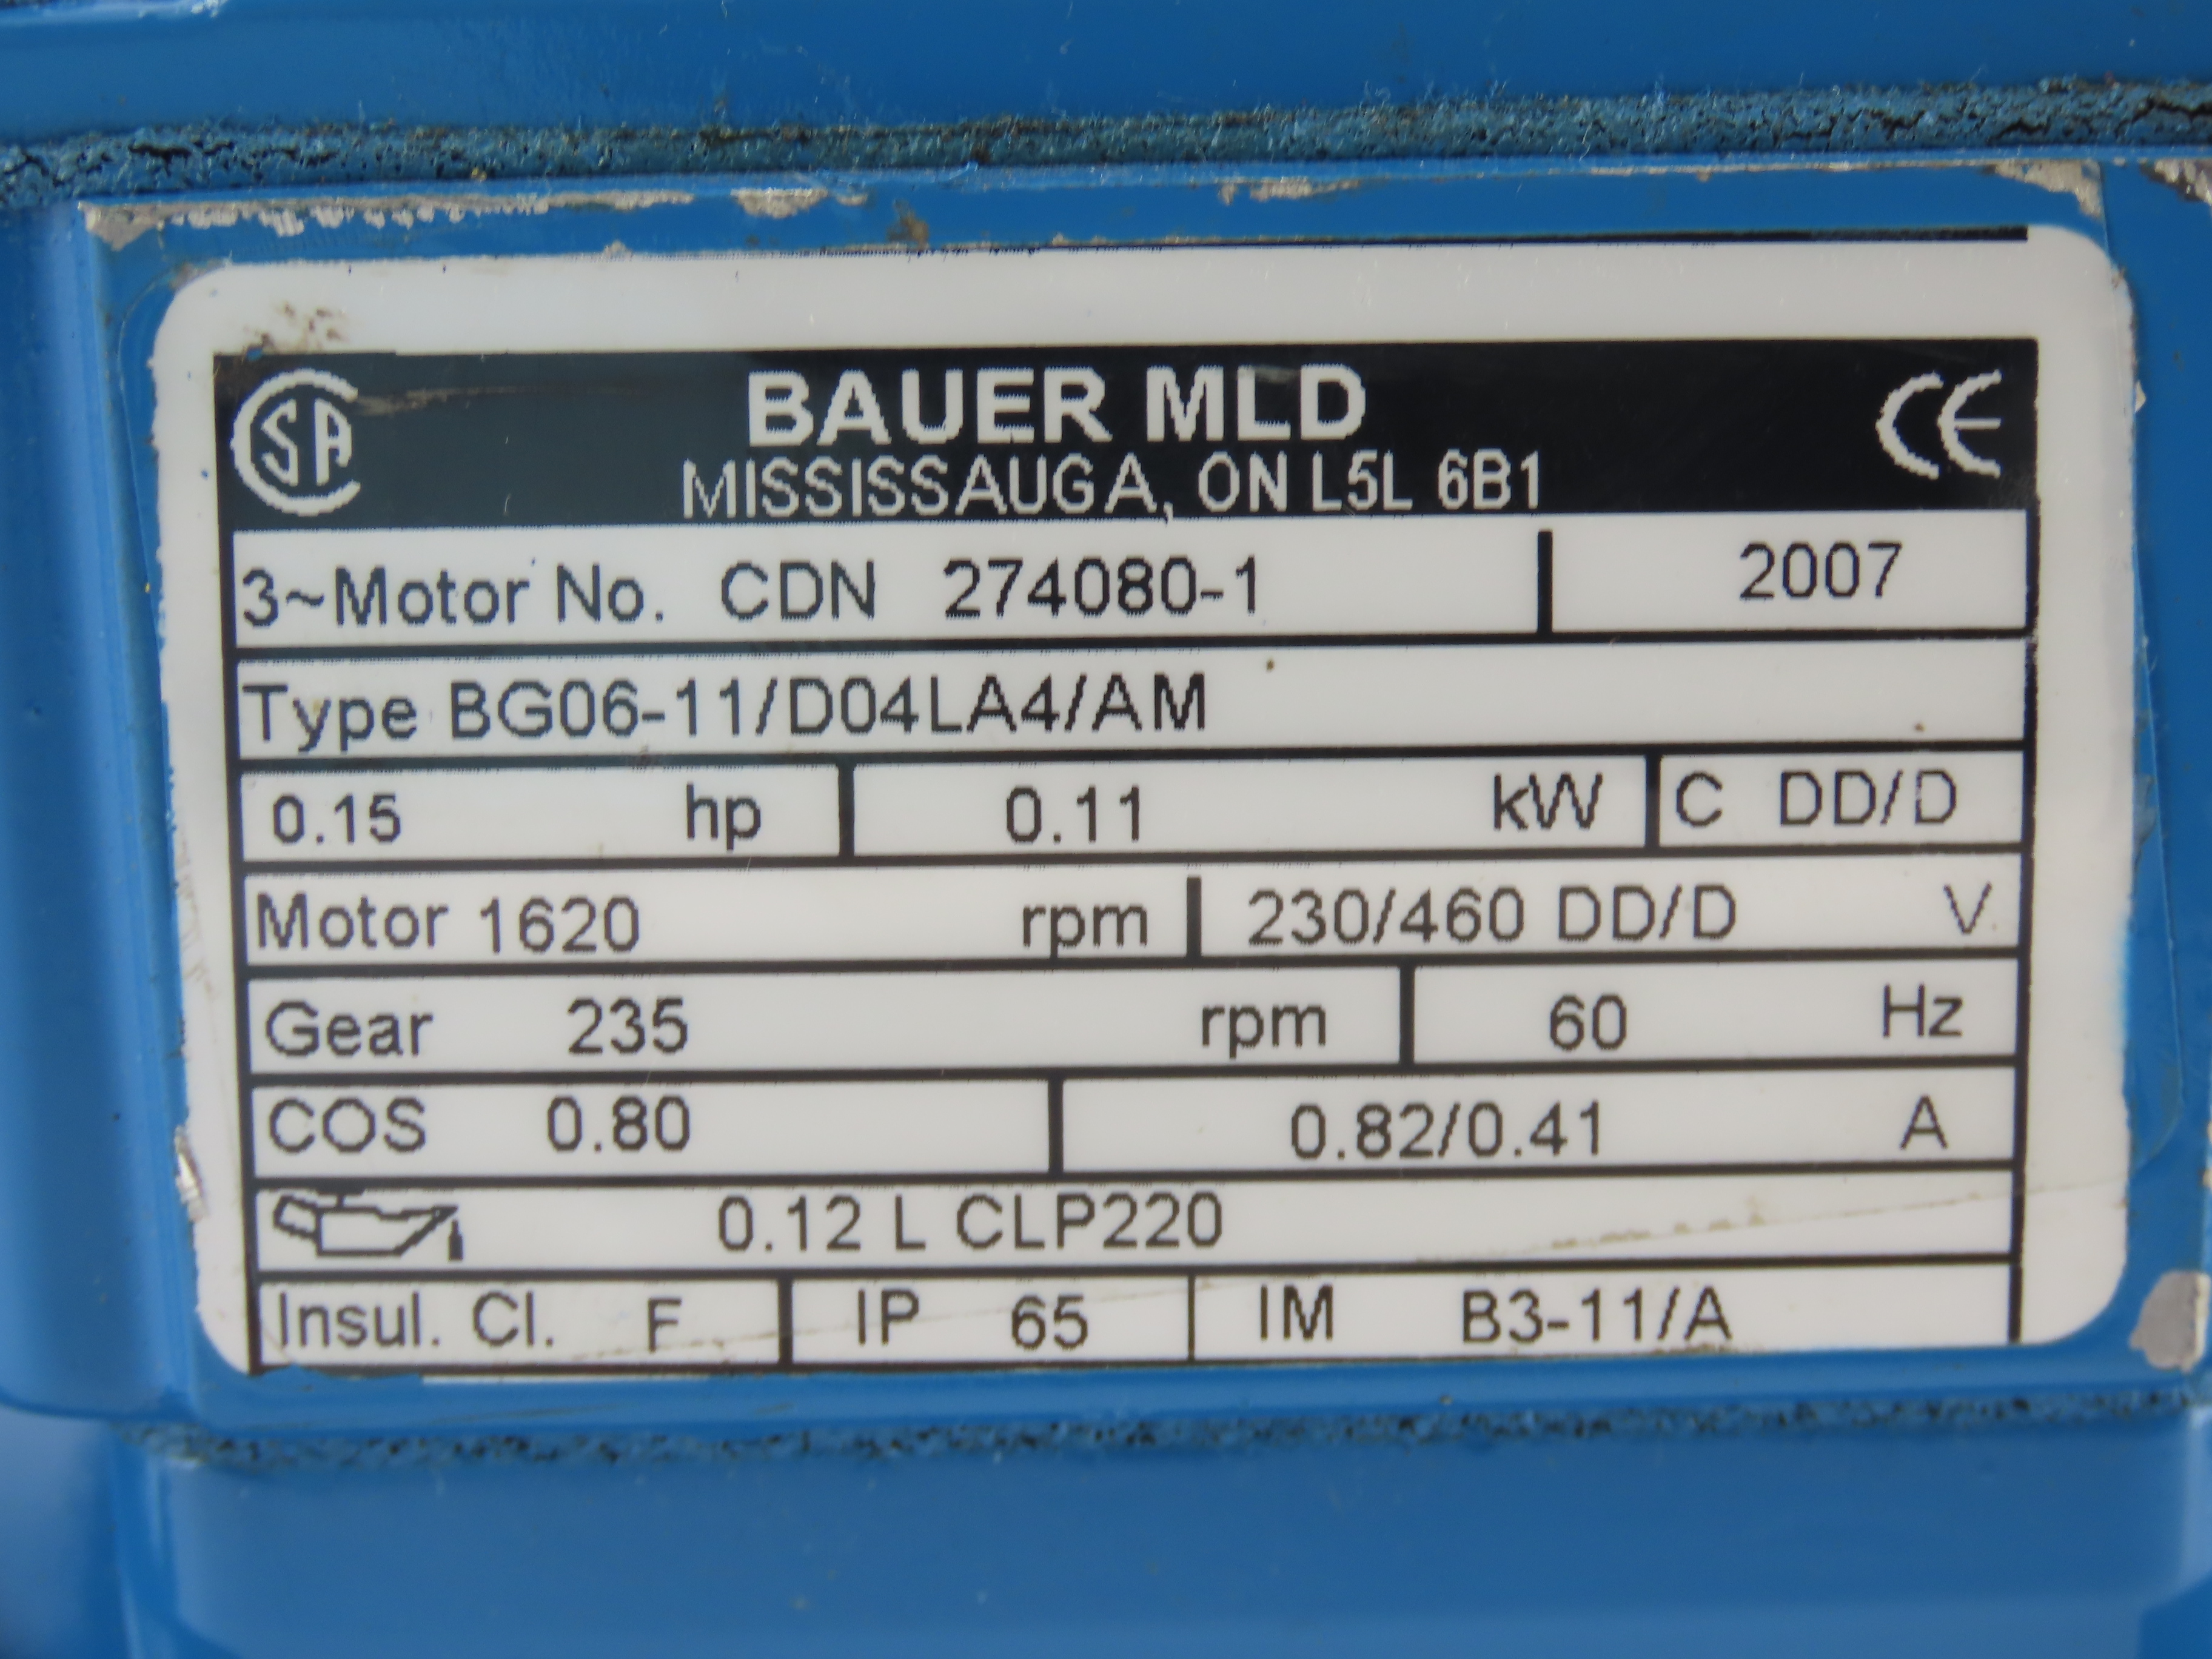 CSA
BAUER MLD
CE
MISSISSAUGA, ON L5L 6B1
3~Motor No. CDN 274080-1 2007
Type BG06-11/D04LA4/AM
0.15 hp 0.11 kW C DD/D
Motor 1620 rpm 230/460 DD/D V
Gear 235 rpm 60 Hz
COS 0.80 0.82/0.41 A
0.12 L CLP220
Insul. Cl. F IP 65 IM B3-11/A